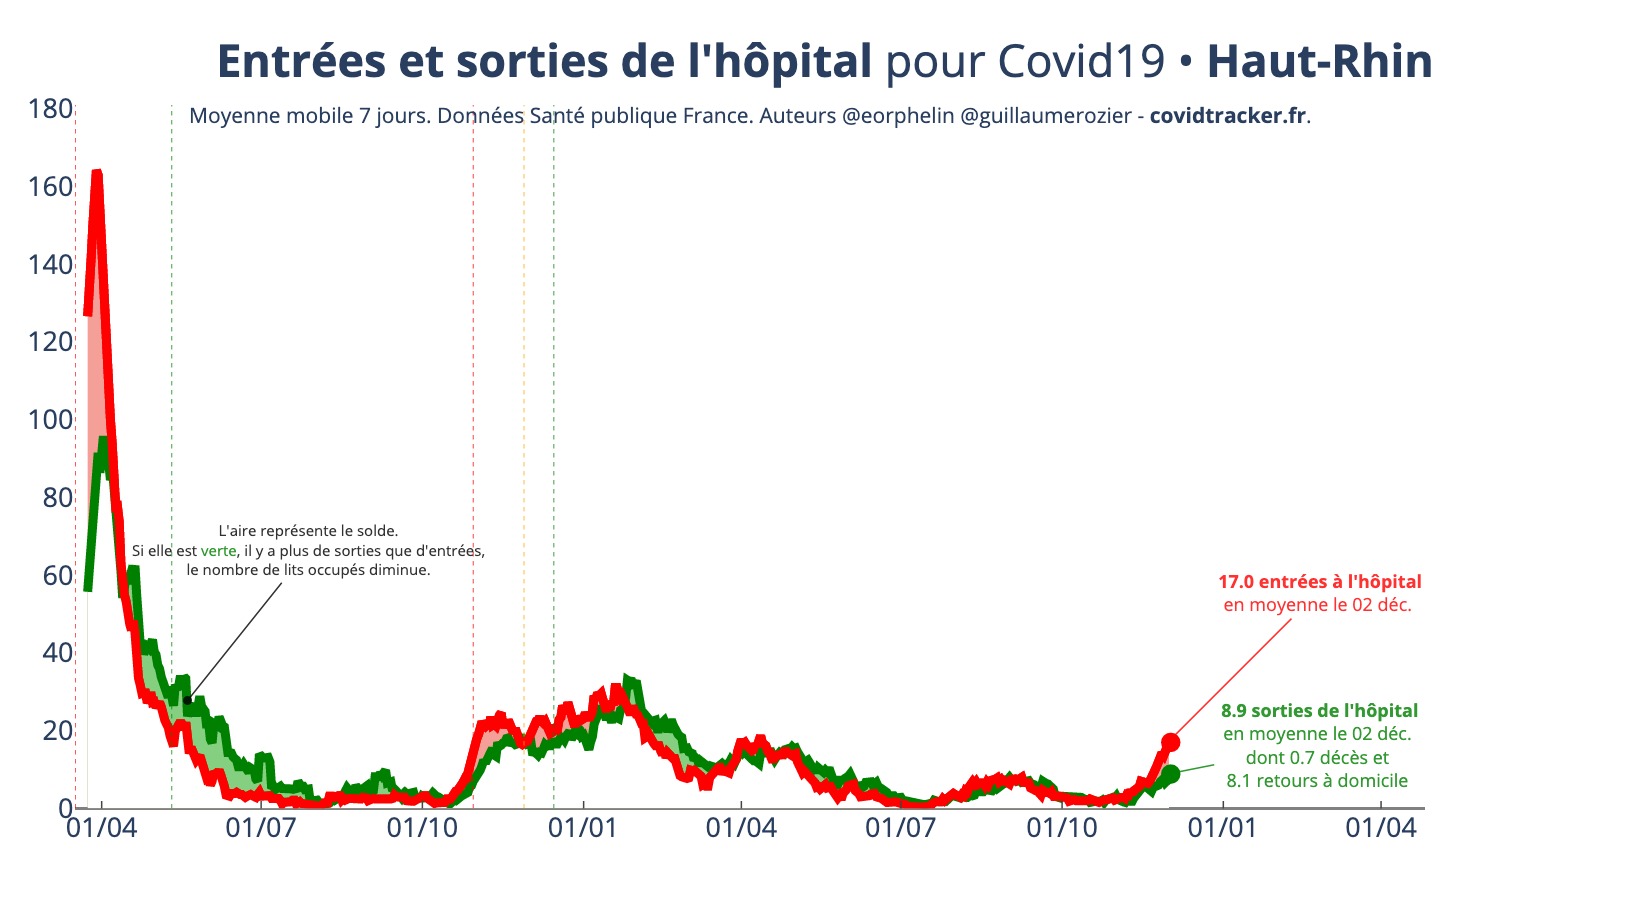 Entrées et sorties de l'hôpital pour Covid19 • Haut-Rhin
Moyenne mobile 7 jours. Données Santé publique France. Auteurs @eorphelin @guillaumerozier - covidtracker.fr.
180
160
140
120
100
80
60
40
20
0
L'aire représente le solde.
Si elle est verte, il y a plus de sorties que d'entrées,
le nombre de lits occupés diminue.
17.0 entrées à l'hôpital
en moyenne le 02 déc.
8.9 sorties de l'hôpital
en moyenne le 02 déc.
dont 0.7 décès et
8.1 retours à domicile
01/04 01/07 01/10 01/01 01/04 01/07 01/10 01/01 01/04